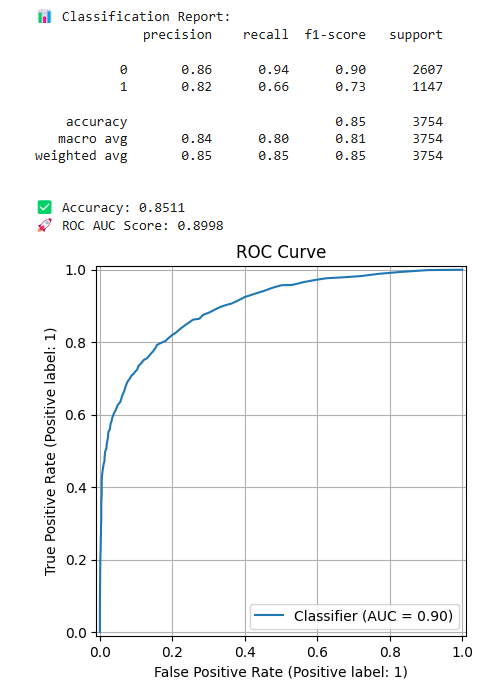 📊 Classification Report:
precision recall f1-score support
0 0.86 0.94 0.90 2607
1 0.82 0.66 0.73 1147
accuracy 0.85 3754
macro avg 0.84 0.80 0.81 3754
weighted avg 0.85 0.85 0.85 3754
✅ Accuracy: 0.8511
🚀 ROC AUC Score: 0.8998
ROC Curve
True Positive Rate (Positive label: 1)
1.0
0.8
0.6
0.4
0.2
0.0
Classifier (AUC = 0.90)
0.0 0.2 0.4 0.6 0.8 1.0
False Positive Rate (Positive label: 1)